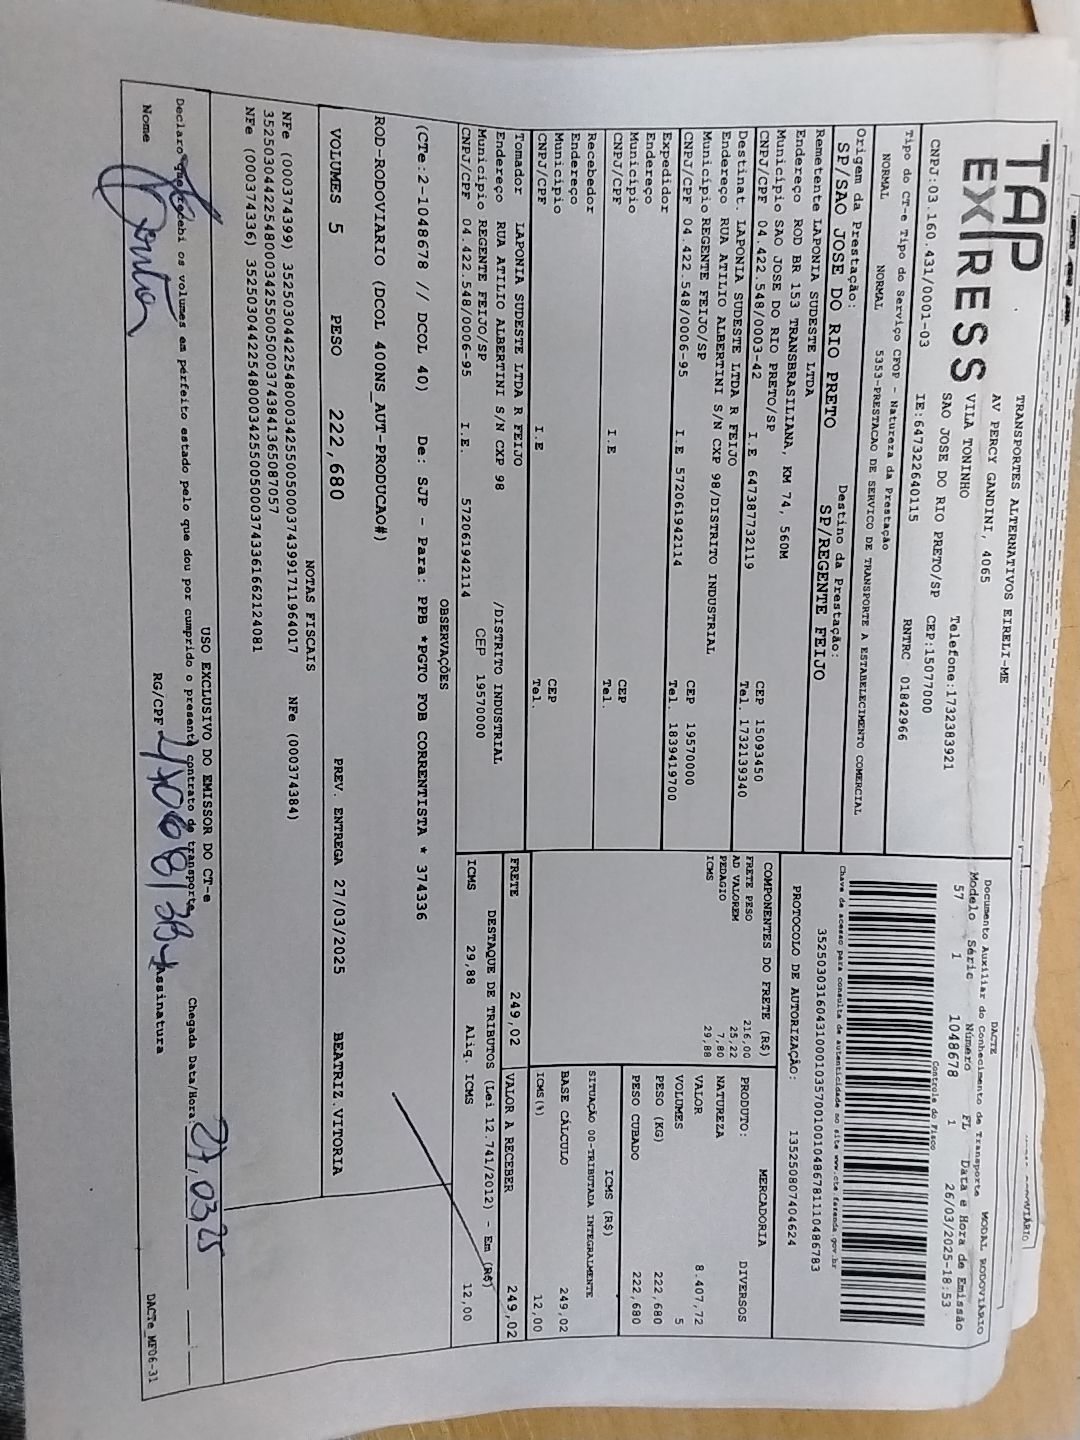 TAP
EXPRESS
TRANSPORTES ALTERNATIVOS EIRELI-ME
AV PERCY GANDINI, 4065
VILA TONINHO Telefone:1732383921
SAO JOSE DO RIO PRETO/SP CEP:15077000
CNPJ:03.160.431/0001-03 IE:647322640115 RNTRC 01842966
Tipo do CT-e Tipo do Serviço CFOP - Natureza da Prestação
NORMAL NORMAL 5353-PRESTACAO DE SERVICO DE TRANSPORTE A ESTABELECIMENTO COMERCIAL
Origem da Prestação: Destino da Prestação:
SP/SAO JOSE DO RIO PRETO SP/REGENTE FEIJO
Remetente LAPONIA SUDESTE LTDA
Endereço ROD BR 153 TRANSBRASILIANA, KM 74, 560M
Municipio SAO JOSE DO RIO PRETO/SP CEP 15093450
CNPJ/CPF 04.422.548/0003-42 I.E 647387732119 Tel. 1732139340
Destinat. LAPONIA SUDESTE LTDA R FEIJO
Endereço RUA ATILIO ALBERTINI S/N CXP 98/DISTRITO INDUSTRIAL
Municipio REGENTE FEIJO/SP CEP 19570000
CNPJ/CPF 04.422.548/0006-95 I.E 572061942114 Tel. 1839419700
Expedidor
Endereço
Municipio CEP
CNPJ/CPF I.E Tel.
Recebedor
Endereço
Municipio CEP
CNPJ/CPF I.E Tel.
Tomador LAPONIA SUDESTE LTDA R FEIJO
Endereço RUA ATILIO ALBERTINI S/N CXP 98 /DISTRITO INDUSTRIAL
Municipio REGENTE FEIJO/SP CEP 19570000
CNPJ/CPF 04.422.548/0006-95 I.E. 572061942114
DACTE MODAL RODOVIÁRIO
Documento Auxiliar do Conhecimento de Transporte
Modelo Série Número FL Data e Hora de Emissão
57 1 1048678 1 26/03/2025-18:53
Controle do Fisco
Chave de acesso para consulta de autenticidade no site www.cte.fazenda.gov.br
35250303160431000103570010010486781110486783
PROTOCOLO DE AUTORIZAÇÃO: 135250807404624
COMPONENTES DO FRETE (R$)
FRETE PESO 216,00
AD VALOREM 25,22
PEDAGIO 7,80
ICMS 29,88
MERCADORIA
PRODUTO: DIVERSOS
NATUREZA
VALOR 8.407,72
VOLUMES 5
PESO (KG) 222,680
PESO CUBADO 222,680
ICMS (R$)
SITUAÇÃO 00-TRIBUTADA INTEGRALMENTE
BASE CÁLCULO 249,02
ICMS(%) 12,00
FRETE 249,02 VALOR A RECEBER 249,02
DESTAQUE DE TRIBUTOS (Lei 12.741/2012) - Em (R$)
ICMS 29,88 Aliq. ICMS 12,00
OBSERVAÇÕES
(CTe:2-1048678 // DCOL 40) De: SJP - Para: PPB *PGTO FOB CORRENTISTA * 374336
ROD-RODOVIARIO (DCOL 400NS_AUT-PRODUCAO#)
VOLUMES 5 PESO 222,680 PREV. ENTREGA 27/03/2025 BEATRIZ.VITORIA
NOTAS FISCAIS
NFe (000374399) 35250304422548000342550050003743991711964017 NFe (000374384)
35250304422548000342550050003743841365087057
NFe (000374336) 35250304422548000342550050003743361662124081
USO EXCLUSIVO DO EMISSOR DO CT-e
Declaro que recebi os volumes em perfeito estado pelo que dou por cumprido o presente contrato de transporte Chegada Data/Hora: 27,03,25
Nome RG/CPF Assinatura
DACTe_MF06-31